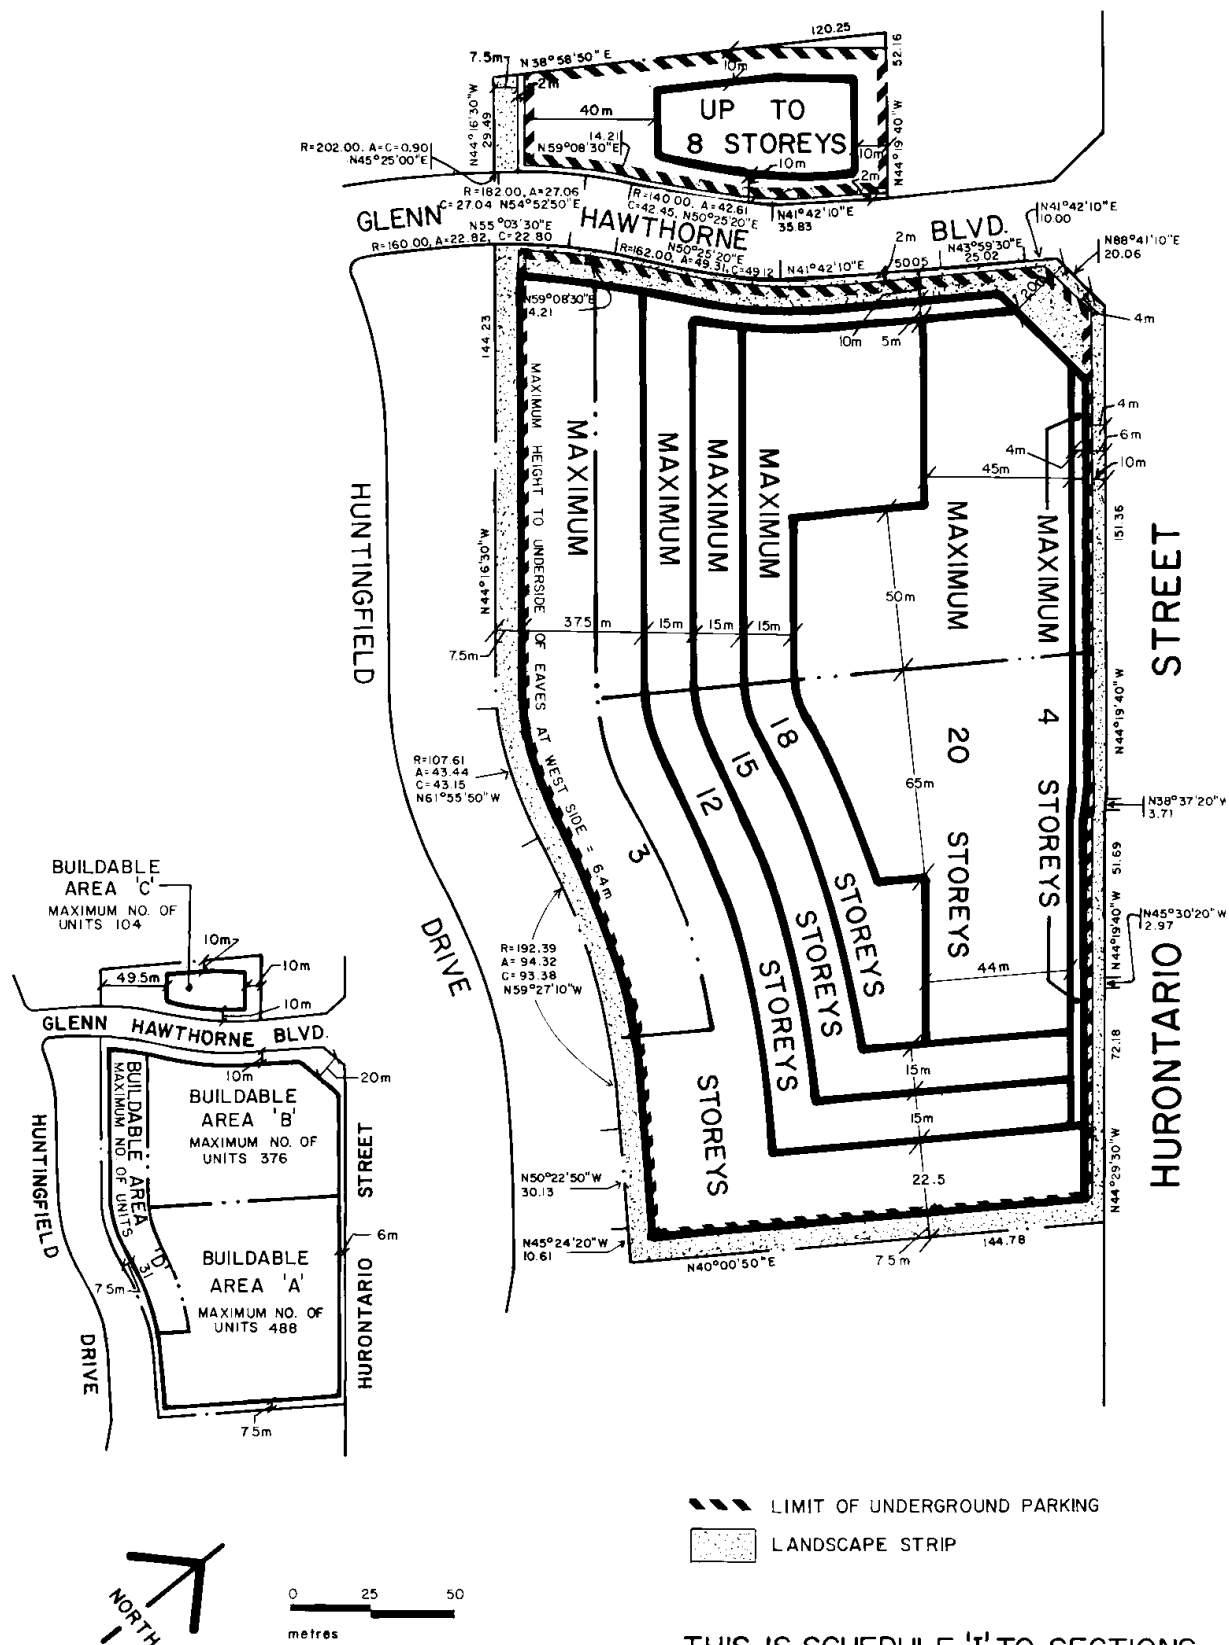 120.25
7.5m
N 38°58'50" E
52.16
2m
10m
N44°16'30"W
29.49
40m
UP TO
8 STOREYS
14.21
N59°08'30"E
10m
10m
2m
N44°19'40"W
R=202.00, A=C=0.90
N45°25'00"E
R=182.00, A=27.06
C=27.04 N54°52'50"E
R=140.00, A=42.61
C=42.45, N50°25'20"E
N41°42'10"E
35.83
GLENN HAWTHORNE BLVD.
N55°03'30"E
R=160.00, A=22.82, C=22.80
N50°25'20"E
R=162.00, A=49.31, C=49.12
N41°42'10"E
50.05
2m
N43°59'30"E
25.02
N41°42'10"E
10.00
N88°41'10"E
20.06
N59°08'30"E
14.21
20m
4m
10m
5m
144.23
N44°16'30"W
MAXIMUM HEIGHT TO UNDERSIDE OF EAVES AT WEST SIDE = 6.4m
MAXIMUM 3 STOREYS
MAXIMUM 12 STOREYS
MAXIMUM 15 STOREYS
MAXIMUM 18 STOREYS
MAXIMUM 20 STOREYS
MAXIMUM 4 STOREYS
4m
6m
4m
10m
45m
151.36
50m
37.5 m
15m
15m
15m
7.5m
HUNTINGFIELD DRIVE
HURONTARIO STREET
N44°19'40"W
65m
R=107.61
A=43.44
C=43.15
N61°55'50"W
N38°37'20"W
3.71
51.69
N44°19'40"W
N45°30'20"W
2.97
R=192.39
A=94.32
C=93.38
N59°27'10"W
44m
72.18
15m
15m
22.5
N44°29'30"W
N50°22'50"W
30.13
N45°24'20"W
10.61
N40°00'50"E
7.5m
144.78
BUILDABLE
AREA 'C'
MAXIMUM NO. OF
UNITS 104
10m
49.5m
10m
10m
GLENN HAWTHORNE BLVD.
10m
20m
BUILDABLE AREA 'D'
MAXIMUM NO. OF UNITS 31
BUILDABLE
AREA 'B'
MAXIMUM NO. OF
UNITS 376
HUNTINGFIELD DRIVE
HURONTARIO STREET
6m
7.5m
BUILDABLE
AREA 'A'
MAXIMUM NO. OF
UNITS 488
7.5m
LIMIT OF UNDERGROUND PARKING
LANDSCAPE STRIP
NORTH
0 25 50
metres
THIS IS SCHEDULE 'I' TO SECTIONS